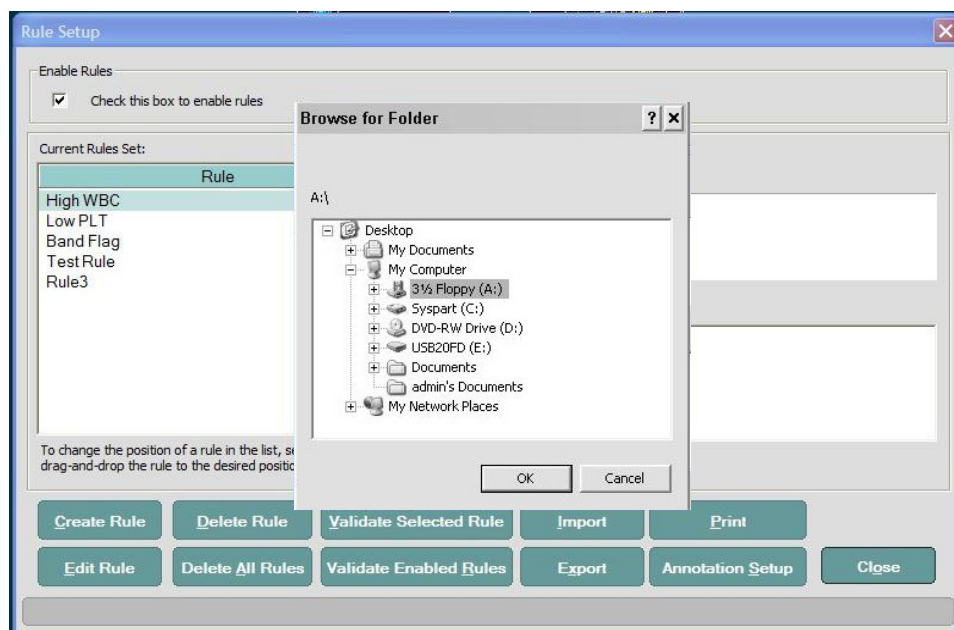 Rule Setup
Enable Rules
Check this box to enable rules
Current Rules Set:
Rule
High WBC
Low PLT
Band Flag
Test Rule
Rule3
To change the position of a rule in the list,
drag-and-drop the rule to the desired
Browse for Folder
A:\
Desktop
My Documents
My Computer
3½ Floppy (A:)
Syspart (C:)
DVD-RW Drive (D:)
USB20FD (E:)
Documents
admin's Documents
My Network Places
OK Cancel
Create Rule Delete Rule Validate Selected Rule Import Print
Edit Rule Delete All Rules Validate Enabled Rules Export Annotation Setup Close